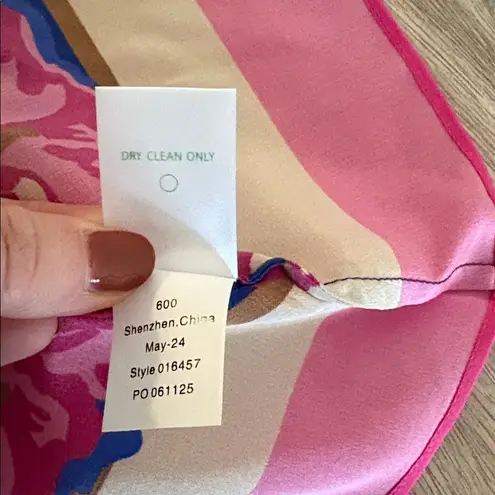 DRY CLEAN ONLY
600
Shenzhen,China
May-24
Style 016457
PO 061125